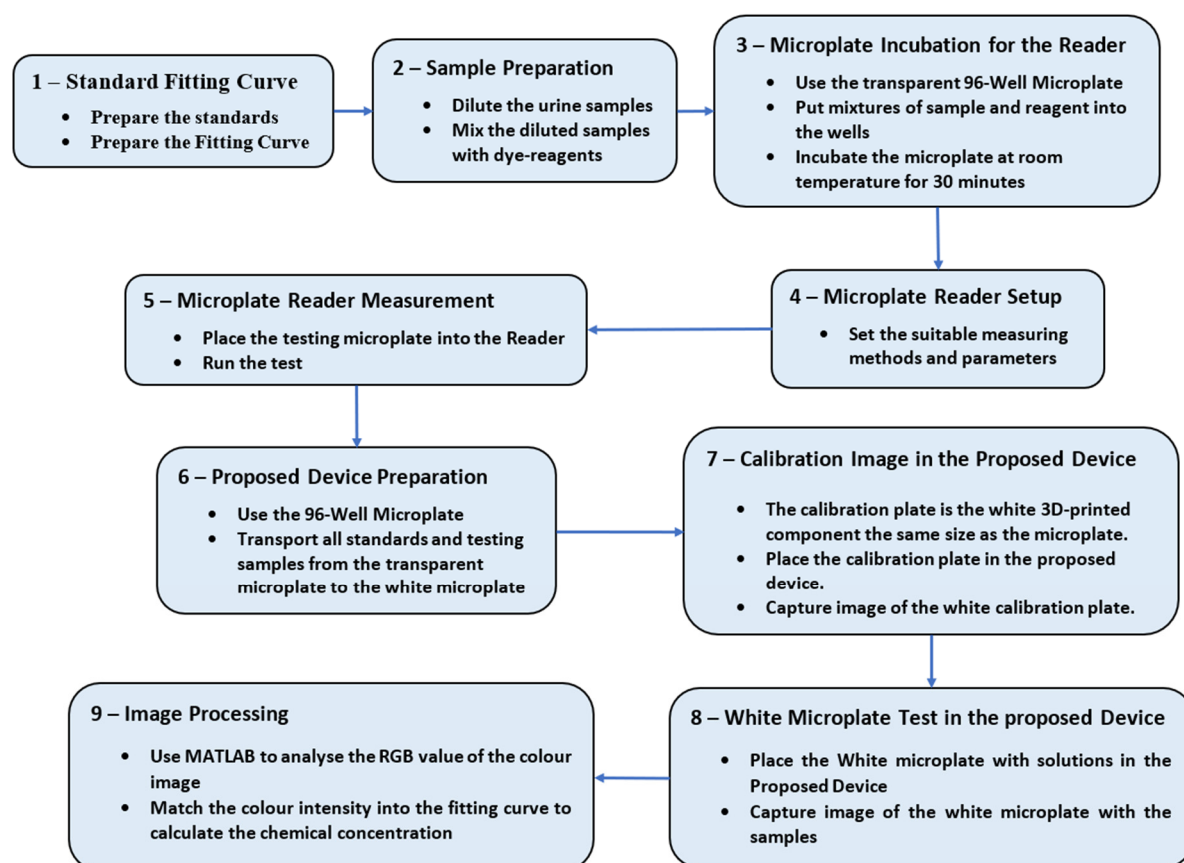 1 – Standard Fitting Curve
• Prepare the standards
• Prepare the Fitting Curve
2 – Sample Preparation
• Dilute the urine samples
• Mix the diluted samples
with dye-reagents
3 – Microplate Incubation for the Reader
• Use the transparent 96-Well Microplate
• Put mixtures of sample and reagent into
the wells
• Incubate the microplate at room
temperature for 30 minutes
4 – Microplate Reader Setup
• Set the suitable measuring
methods and parameters
5 – Microplate Reader Measurement
• Place the testing microplate into the Reader
• Run the test
6 – Proposed Device Preparation
• Use the 96-Well Microplate
• Transport all standards and testing
samples from the transparent
microplate to the white microplate
7 – Calibration Image in the Proposed Device
• The calibration plate is the white 3D-printed
component the same size as the microplate.
• Place the calibration plate in the proposed
device.
• Capture image of the white calibration plate.
8 – White Microplate Test in the proposed Device
• Place the White microplate with solutions in the
Proposed Device
• Capture image of the white microplate with the
samples
9 – Image Processing
• Use MATLAB to analyse the RGB value of the colour
image
• Match the colour intensity into the fitting curve to
calculate the chemical concentration